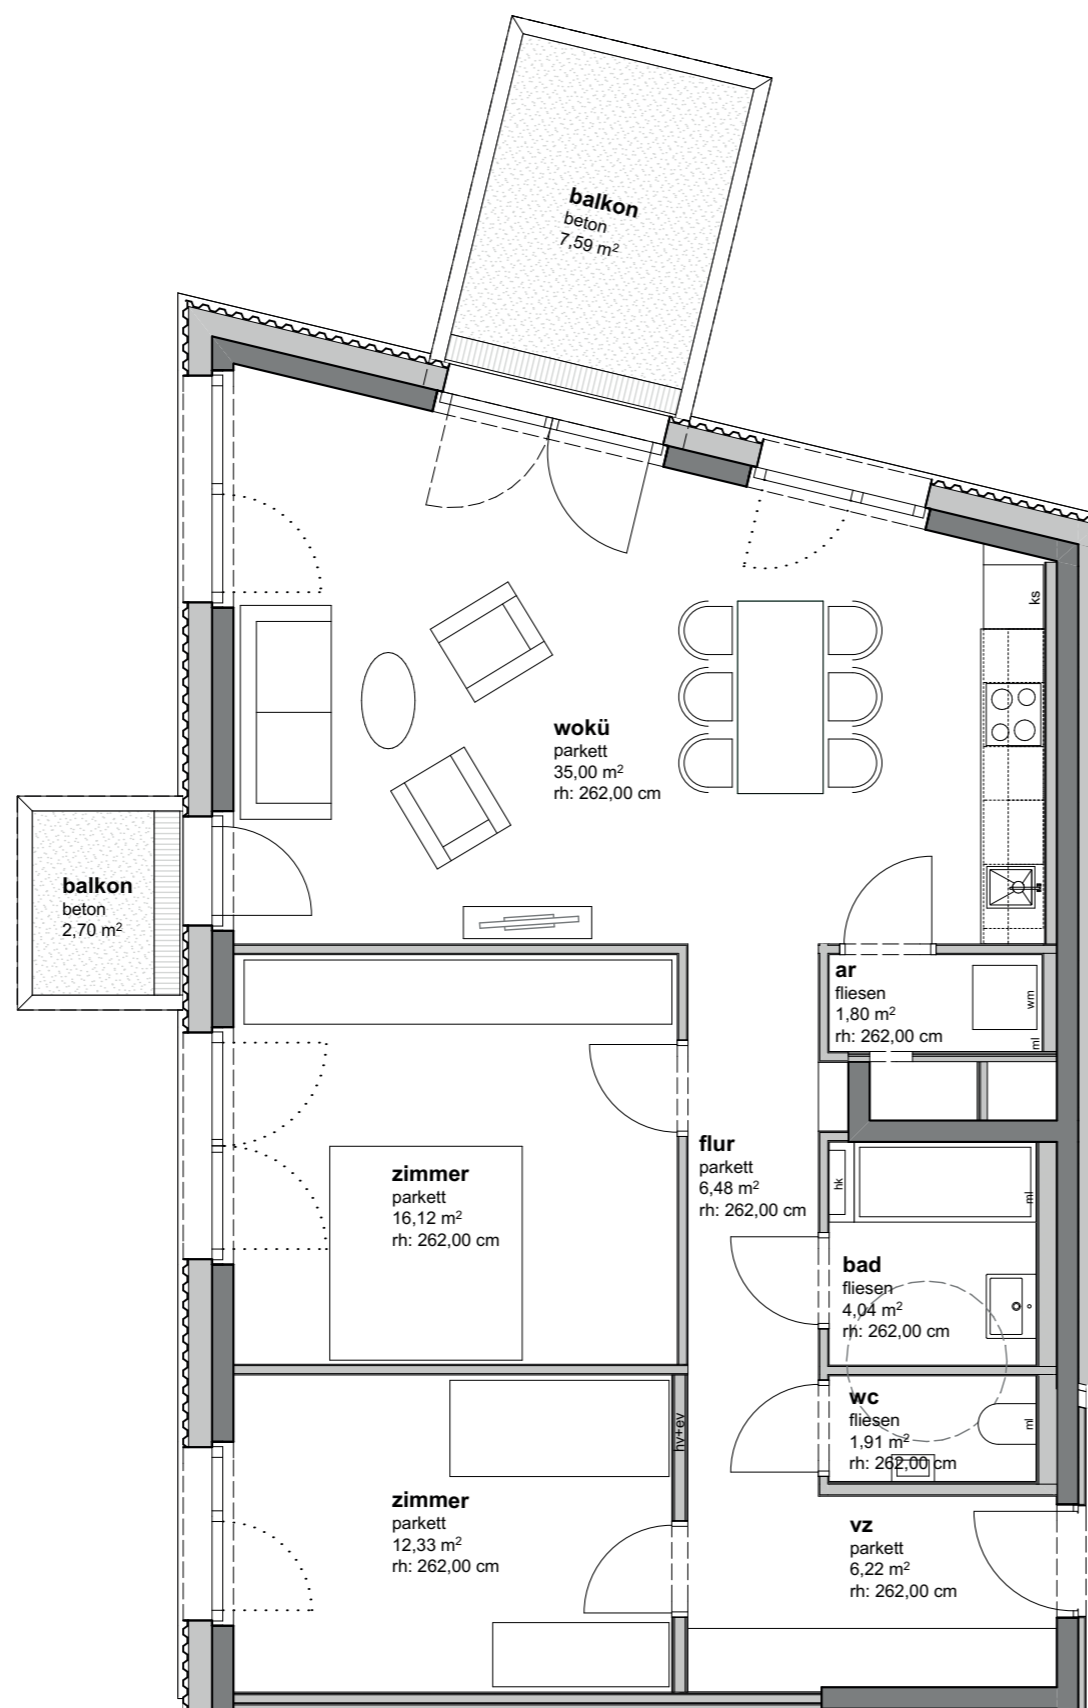 balkon
beton
7,59 m²
ks
wokü
parkett
35,00 m²
rh: 262,00 cm
balkon
beton
2,70 m²
ar
fliesen
1,80 m²
rh: 262,00 cm
wm
ml
flur
parkett
6,48 m²
rh: 262,00 cm
zimmer
parkett
16,12 m²
rh: 262,00 cm
hk
ml
bad
fliesen
4,04 m²
rh: 262,00 cm
wc
fliesen
1,91 m²
rh: 262,00 cm
ml
hv+ev
zimmer
parkett
12,33 m²
rh: 262,00 cm
vz
parkett
6,22 m²
rh: 262,00 cm